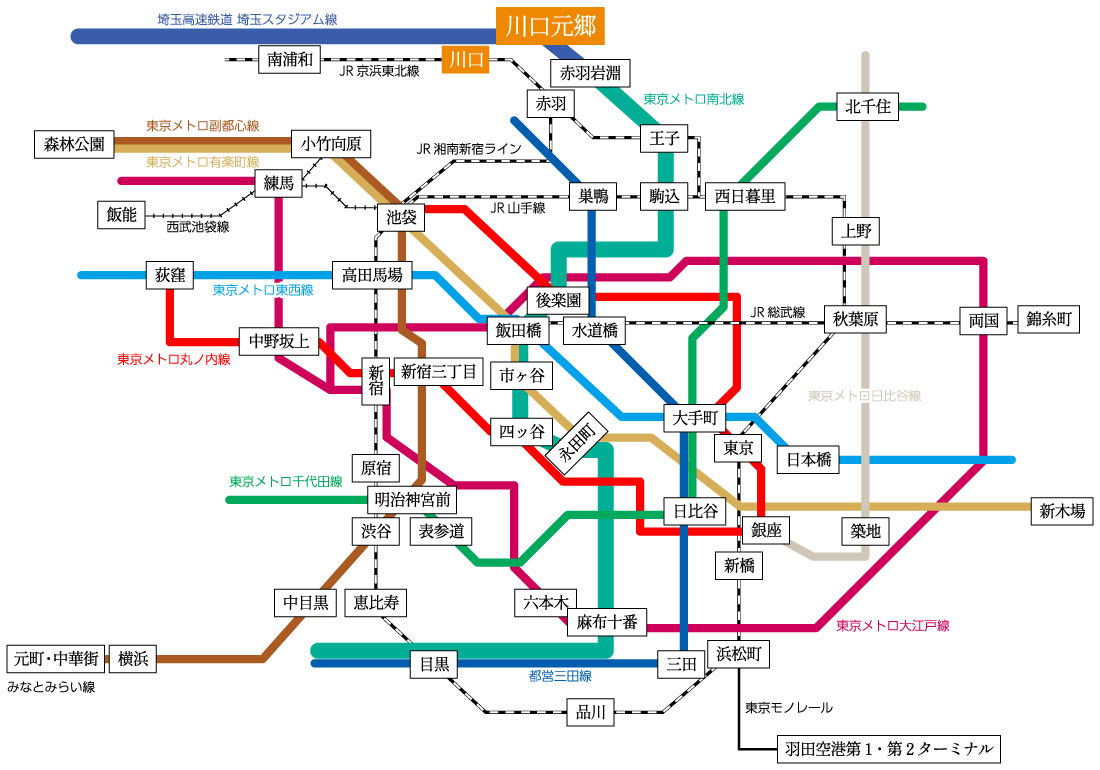 埼玉高速鉄道 埼玉スタジアム線
川口元郷
南浦和
川口
JR 京浜東北線
赤羽岩淵
赤羽
東京メトロ南北線
北千住
東京メトロ副都心線
森林公園
小竹向原
王子
JR 湘南新宿ライン
東京メトロ有楽町線
練馬
巣鴨
駒込
西日暮里
飯能
西武池袋線
池袋
JR 山手線
上野
荻窪
高田馬場
東京メトロ東西線
後楽園
JR 総武線
飯田橋
水道橋
秋葉原
両国
錦糸町
中野坂上
東京メトロ丸ノ内線
新宿
新宿三丁目
市ヶ谷
東京メトロ日比谷線
大手町
四ッ谷
永田町
東京
日本橋
原宿
東京メトロ千代田線
明治神宮前
日比谷
新木場
渋谷
表参道
銀座
築地
新橋
中目黒
恵比寿
六本木
麻布十番
東京メトロ大江戸線
元町・中華街
横浜
目黒
三田
浜松町
みなとみらい線
都営三田線
品川
東京モノレール
羽田空港第1・第2ターミナル